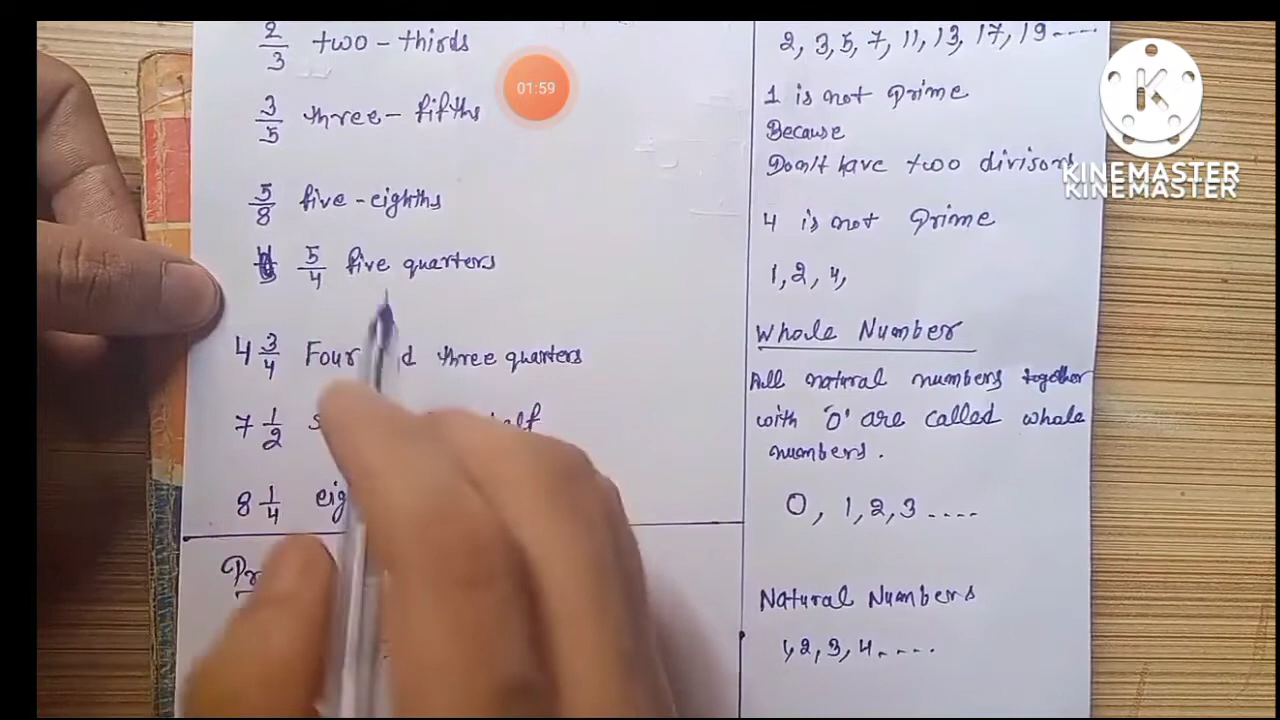 2/3 two-thirds
3/5 three-fifths
5/8 five-eighths
5/4 five quarters
4 3/4 Four three quarters
7 1/2
8 1/4
2, 3, 5, 7, 11, 13, 17, 19 ----
1 is not Prime
Because
Don't have two divisors
4 is not Prime
1, 2, 4,
Whole Number
All natural numbers together
with '0' are called whole
numbers.
0, 1, 2, 3 ....
Natural Numbers
1, 2, 3, 4 ....
01:59
K
KINEMASTER
KINEMASTER